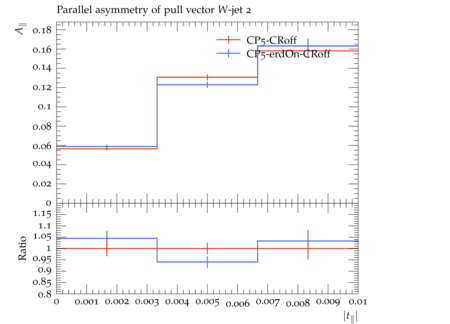 Parallel asymmetry of pull vector W-jet 2
A∥
0.18
0.16
0.14
0.12
0.1
0.08
0.06
0.04
0.02
0
CP5-CRoff
CP5-erdOn-CRoff
Ratio
1.15
1.1
1.05
1
0.95
0.9
0.85
0.8
0 0.001 0.002 0.003 0.004 0.005 0.006 0.007 0.008 0.009 0.01
|t∥|